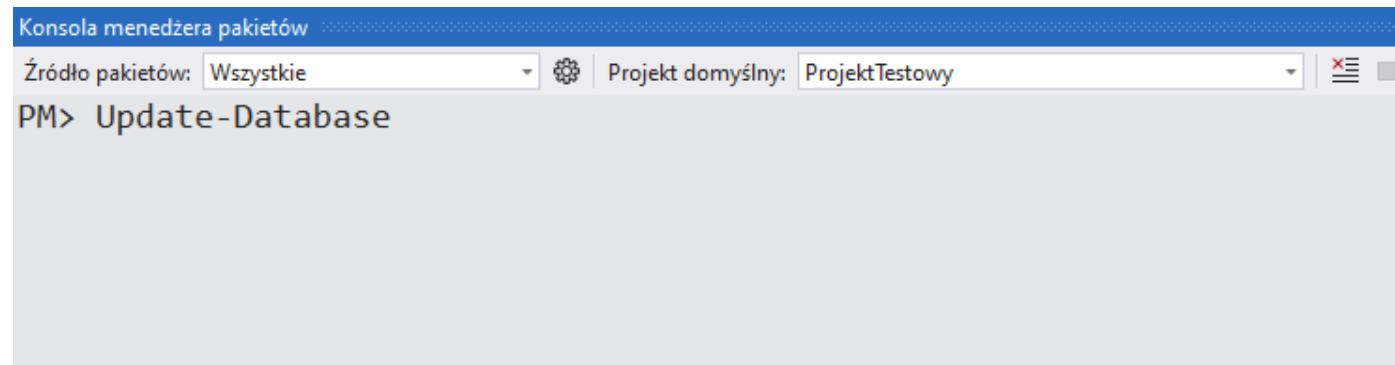 Konsola menedżera pakietów
Źródło pakietów: Wszystkie Projekt domyślny: ProjektTestowy
PM> Update-Database